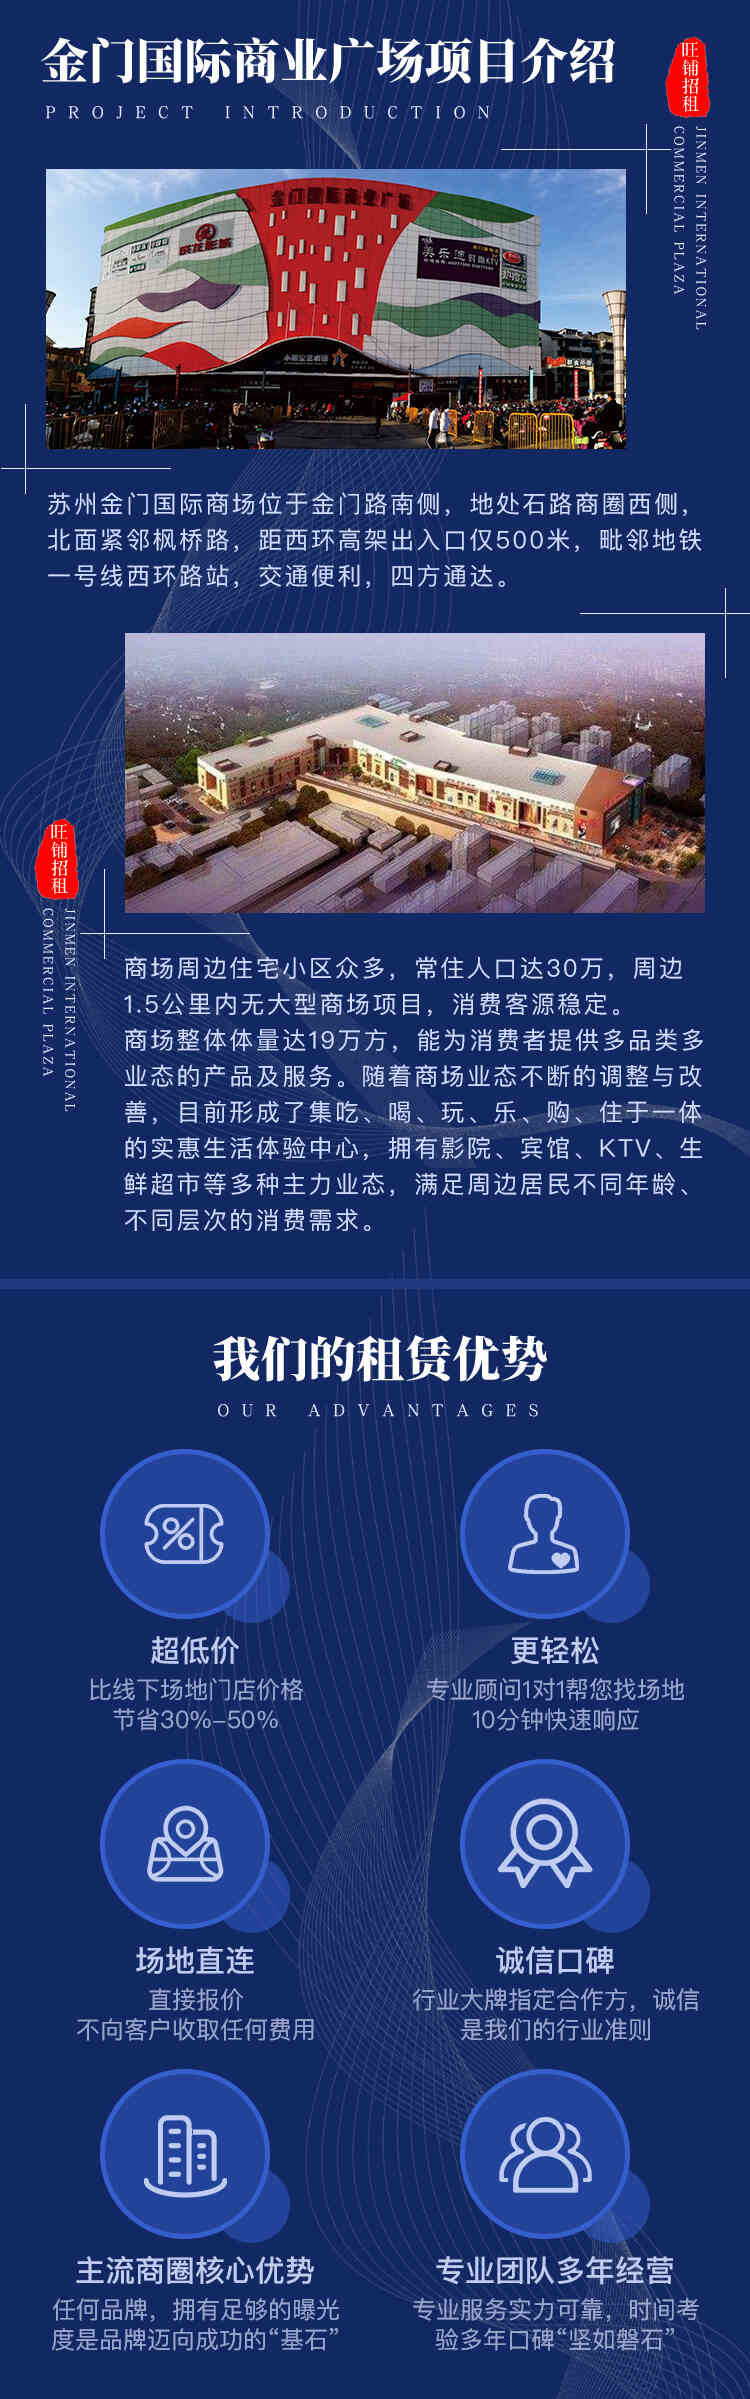 金门国际商业广场项目介绍
PROJECT INTRODUCTION
旺铺招租
JINMEN INTERNATIONAL
COMMERCIAL PLAZA
金门国际商业广场
美乐迪
时尚KTV
苏州金门国际商场位于金门路南侧，地处石路商圈西侧，
北面紧邻枫桥路，距西环高架出入口仅500米，毗邻地铁
一号线西环路站，交通便利，四方通达。
旺铺招租
JINMEN INTERNATIONAL
COMMERCIAL PLAZA
商场周边住宅小区众多，常住人口达30万，周边
1.5公里内无大型商场项目，消费客源稳定。
商场整体体量达19万方，能为消费者提供多品类多
业态的产品及服务。随着商场业态不断的调整与改
善，目前形成了集吃、喝、玩、乐、购、住于一体
的实惠生活体验中心，拥有影院、宾馆、KTV、生
鲜超市等多种主力业态，满足周边居民不同年龄、
不同层次的消费需求。
我们的租赁优势
OUR ADVANTAGES
超低价
比线下场地门店价格
节省30%-50%
更轻松
专业顾问1对1帮您找场地
10分钟快速响应
场地直连
直接报价
不向客户收取任何费用
诚信口碑
行业大牌指定合作方，诚信
是我们的行业准则
主流商圈核心优势
任何品牌，拥有足够的曝光
度是品牌迈向成功的“基石”
专业团队多年经营
专业服务实力可靠，时间考
验多年口碑“坚如磐石”